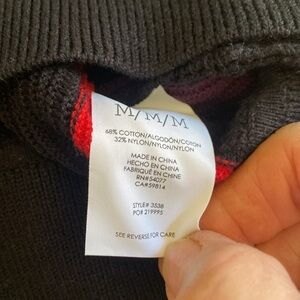 M/M/M
68% COTTON/ALGODÓN/COTON
32% NYLON/NYLON/NYLON
MADE IN CHINA
HECHO EN CHINA
FABRIQUÉ EN CHINE
RN#54077
CA#59814
STYLE# 3538
PO# 219995
SEE REVERSE FOR CARE